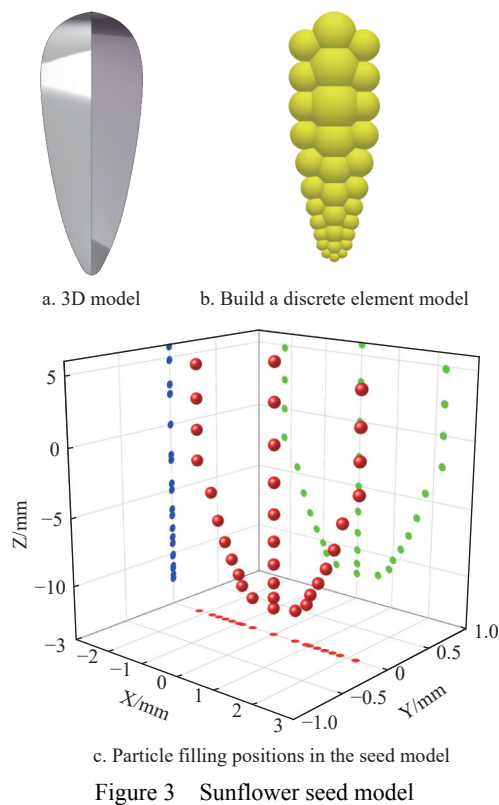 a. 3D model
b. Build a discrete element model
5
0
−5
−10
Z/mm
−3
−2
−1
0
1
2
3
X/mm
−1.0
−0.5
0
0.5
1.0
Y/mm
c. Particle filling positions in the seed model
Figure 3 Sunflower seed model